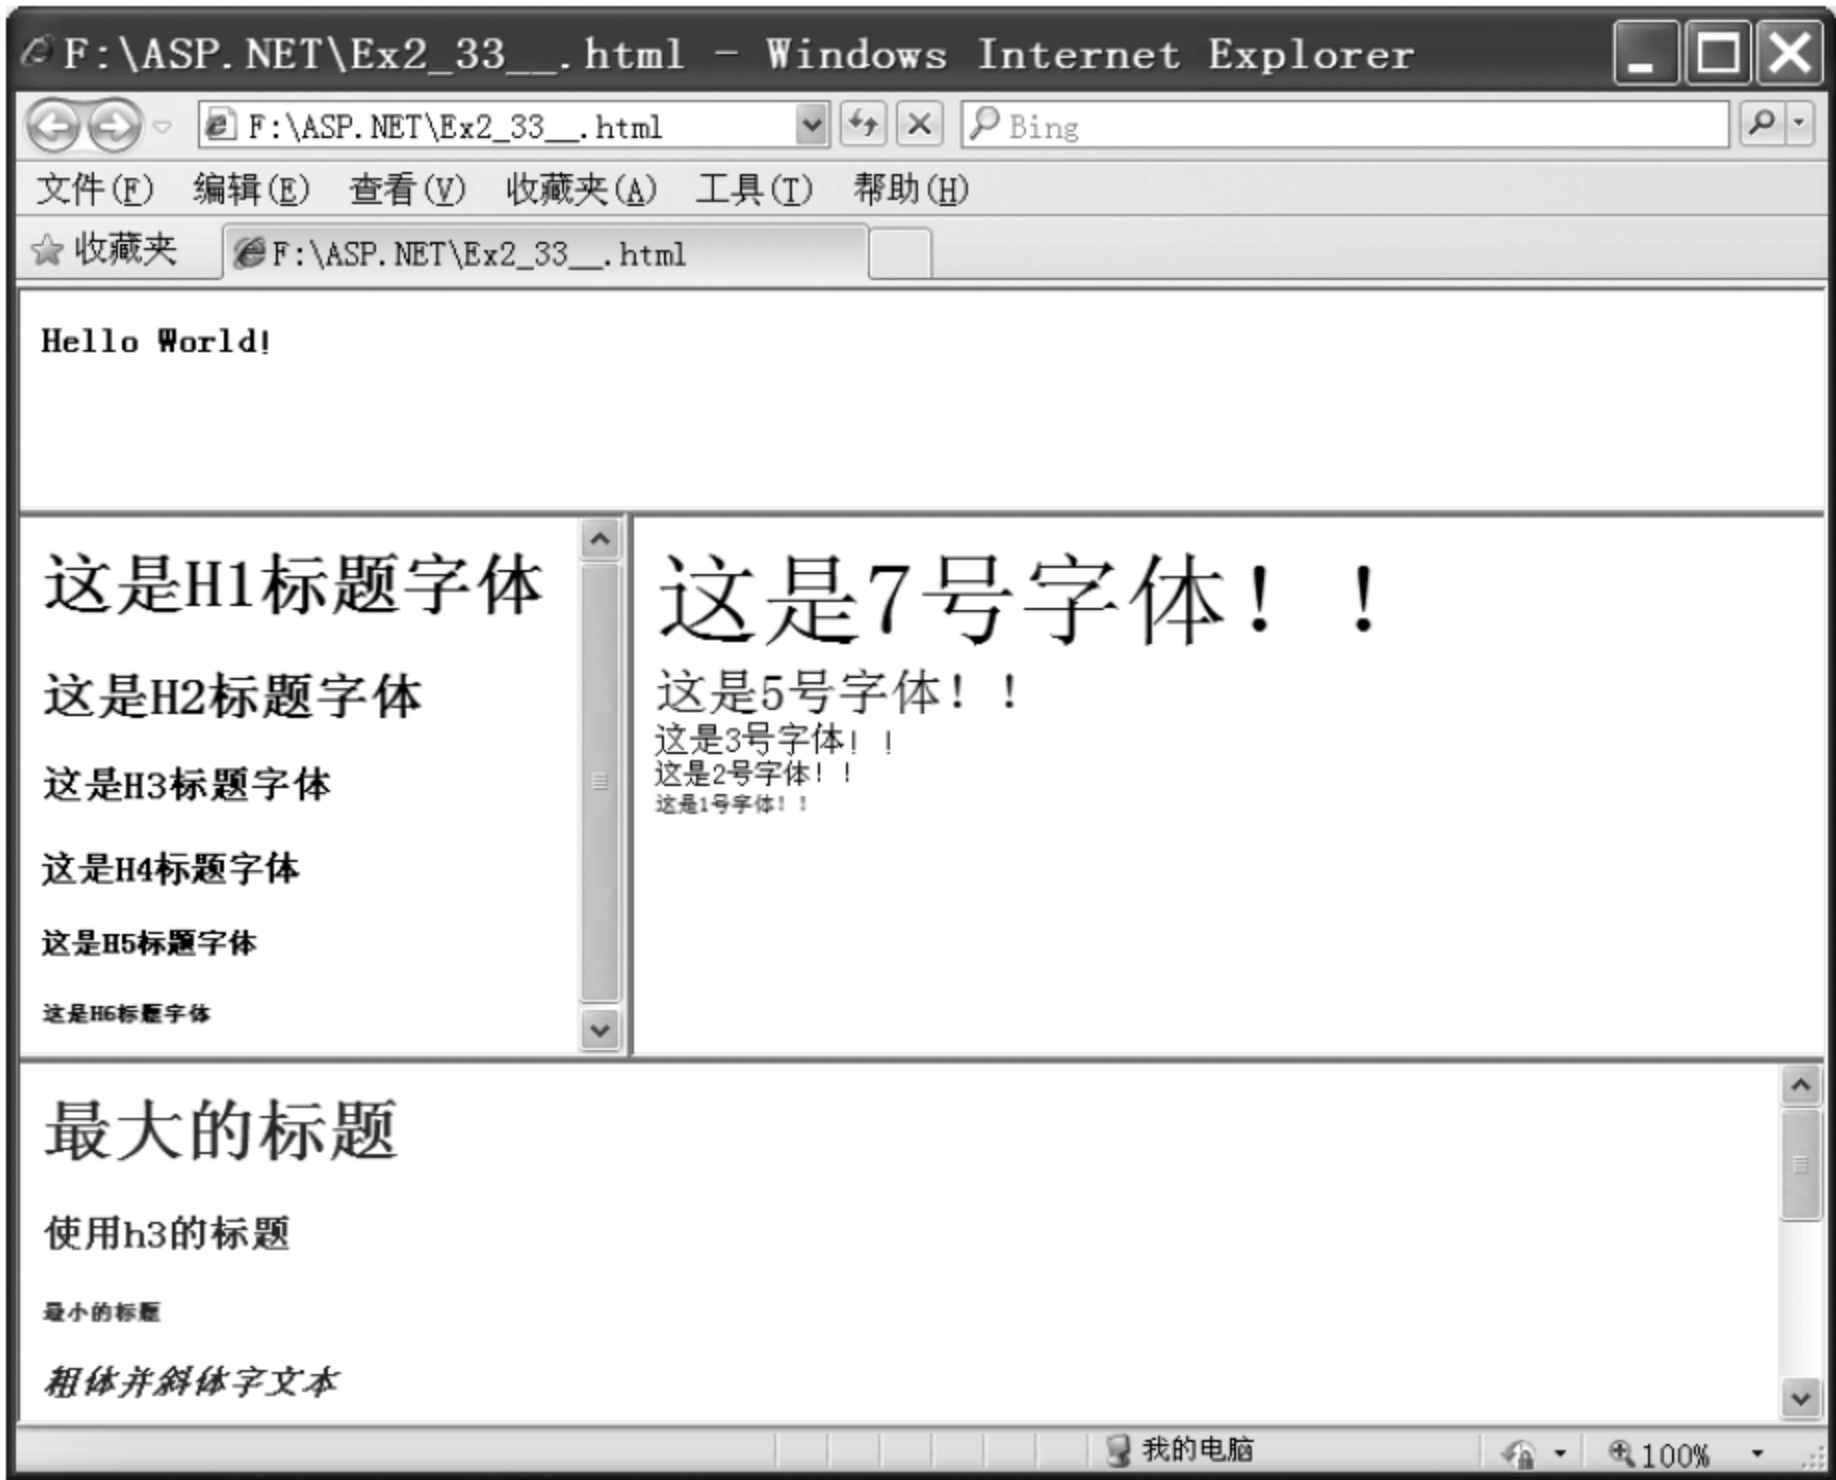 F:\ASP.NET\Ex2_33__.html - Windows Internet Explorer
F:\ASP.NET\Ex2_33__.html
Bing
文件(F) 编辑(E) 查看(V) 收藏夹(A) 工具(T) 帮助(H)
收藏夹 F:\ASP.NET\Ex2_33__.html
Hello World!
这是H1标题字体
这是H2标题字体
这是H3标题字体
这是H4标题字体
这是H5标题字体
这是H6标题字体
这是7号字体！！
这是5号字体！！
这是3号字体！！
这是2号字体！！
这是1号字体！！
最大的标题
使用h3的标题
最小的标题
粗体并斜体字文本
我的电脑 100%